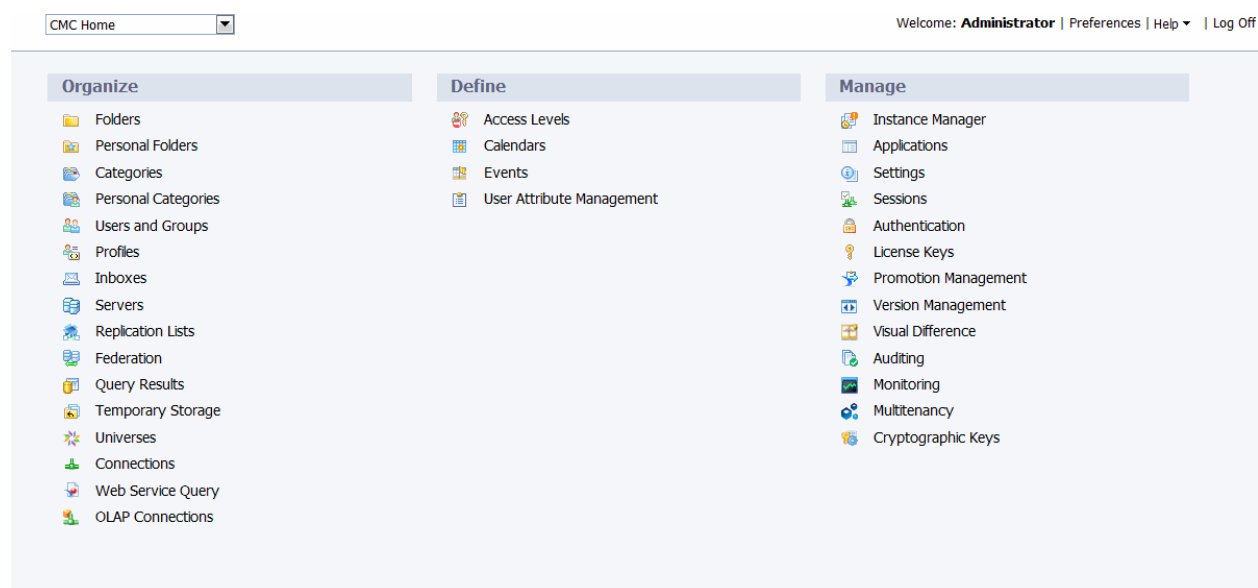 CMC Home
Welcome: Administrator | Preferences | Help | Log Off
Organize
Folders
Personal Folders
Categories
Personal Categories
Users and Groups
Profiles
Inboxes
Servers
Replication Lists
Federation
Query Results
Temporary Storage
Universes
Connections
Web Service Query
OLAP Connections
Define
Access Levels
Calendars
Events
User Attribute Management
Manage
Instance Manager
Applications
Settings
Sessions
Authentication
License Keys
Promotion Management
Version Management
Visual Difference
Auditing
Monitoring
Multitenancy
Cryptographic Keys